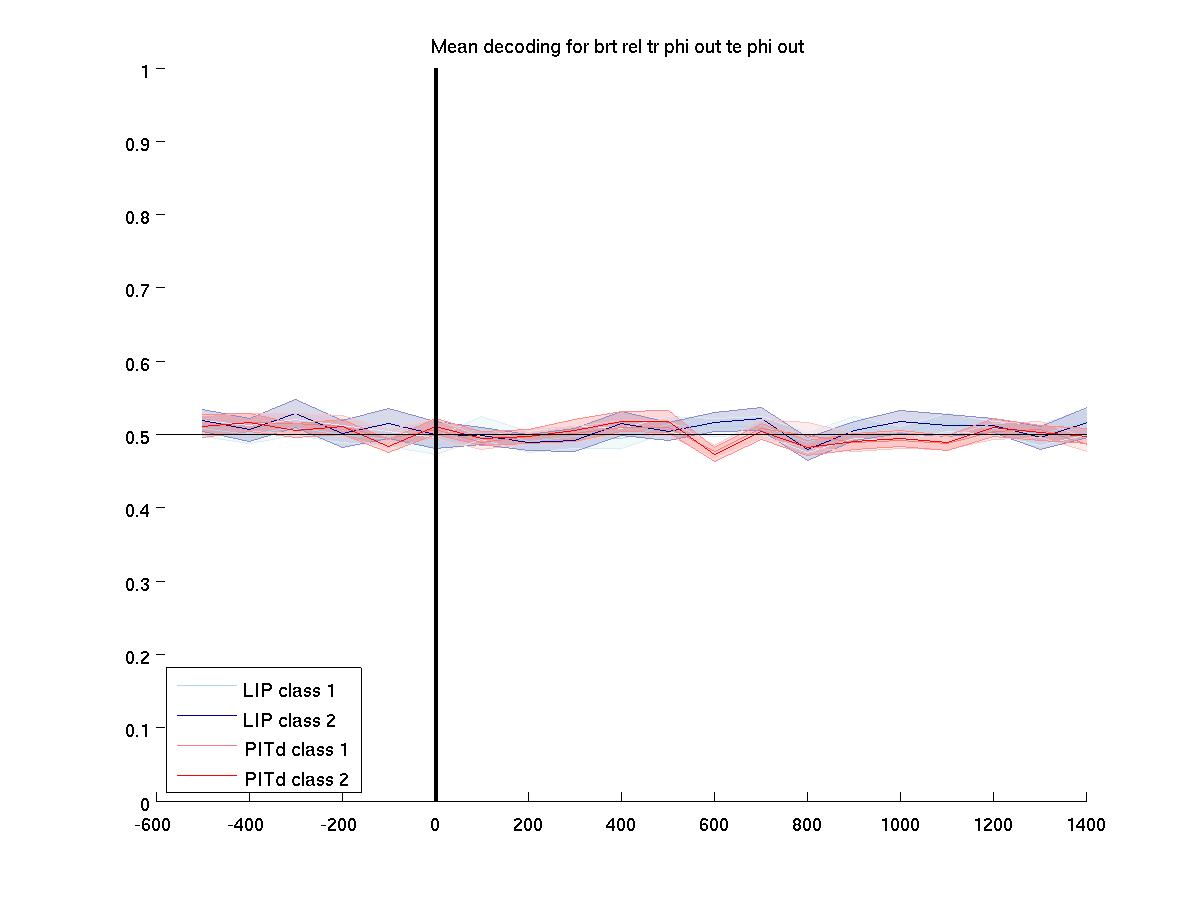 Mean decoding for brt rel tr phi out te phi out
1
0.9
0.8
0.7
0.6
0.5
0.4
0.3
0.2
0.1
0
LIP class 1
LIP class 2
PITd class 1
PITd class 2
-600 -400 -200 0 200 400 600 800 1000 1200 1400